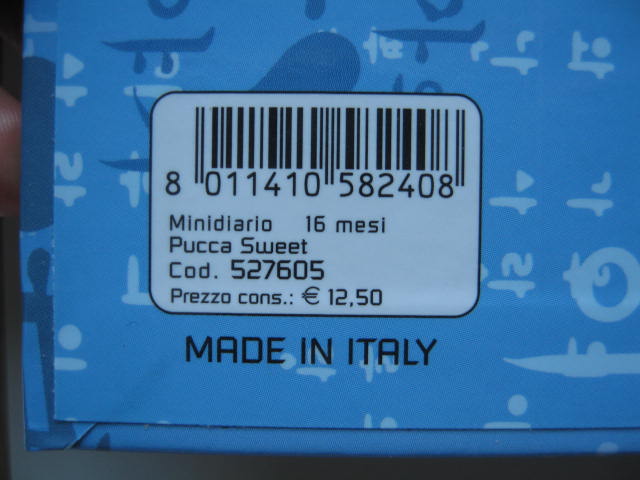 8 011410 582408
Minidiario 16 mesi
Pucca Sweet
Cod. 527605
Prezzo cons.: € 12,50
MADE IN ITALY